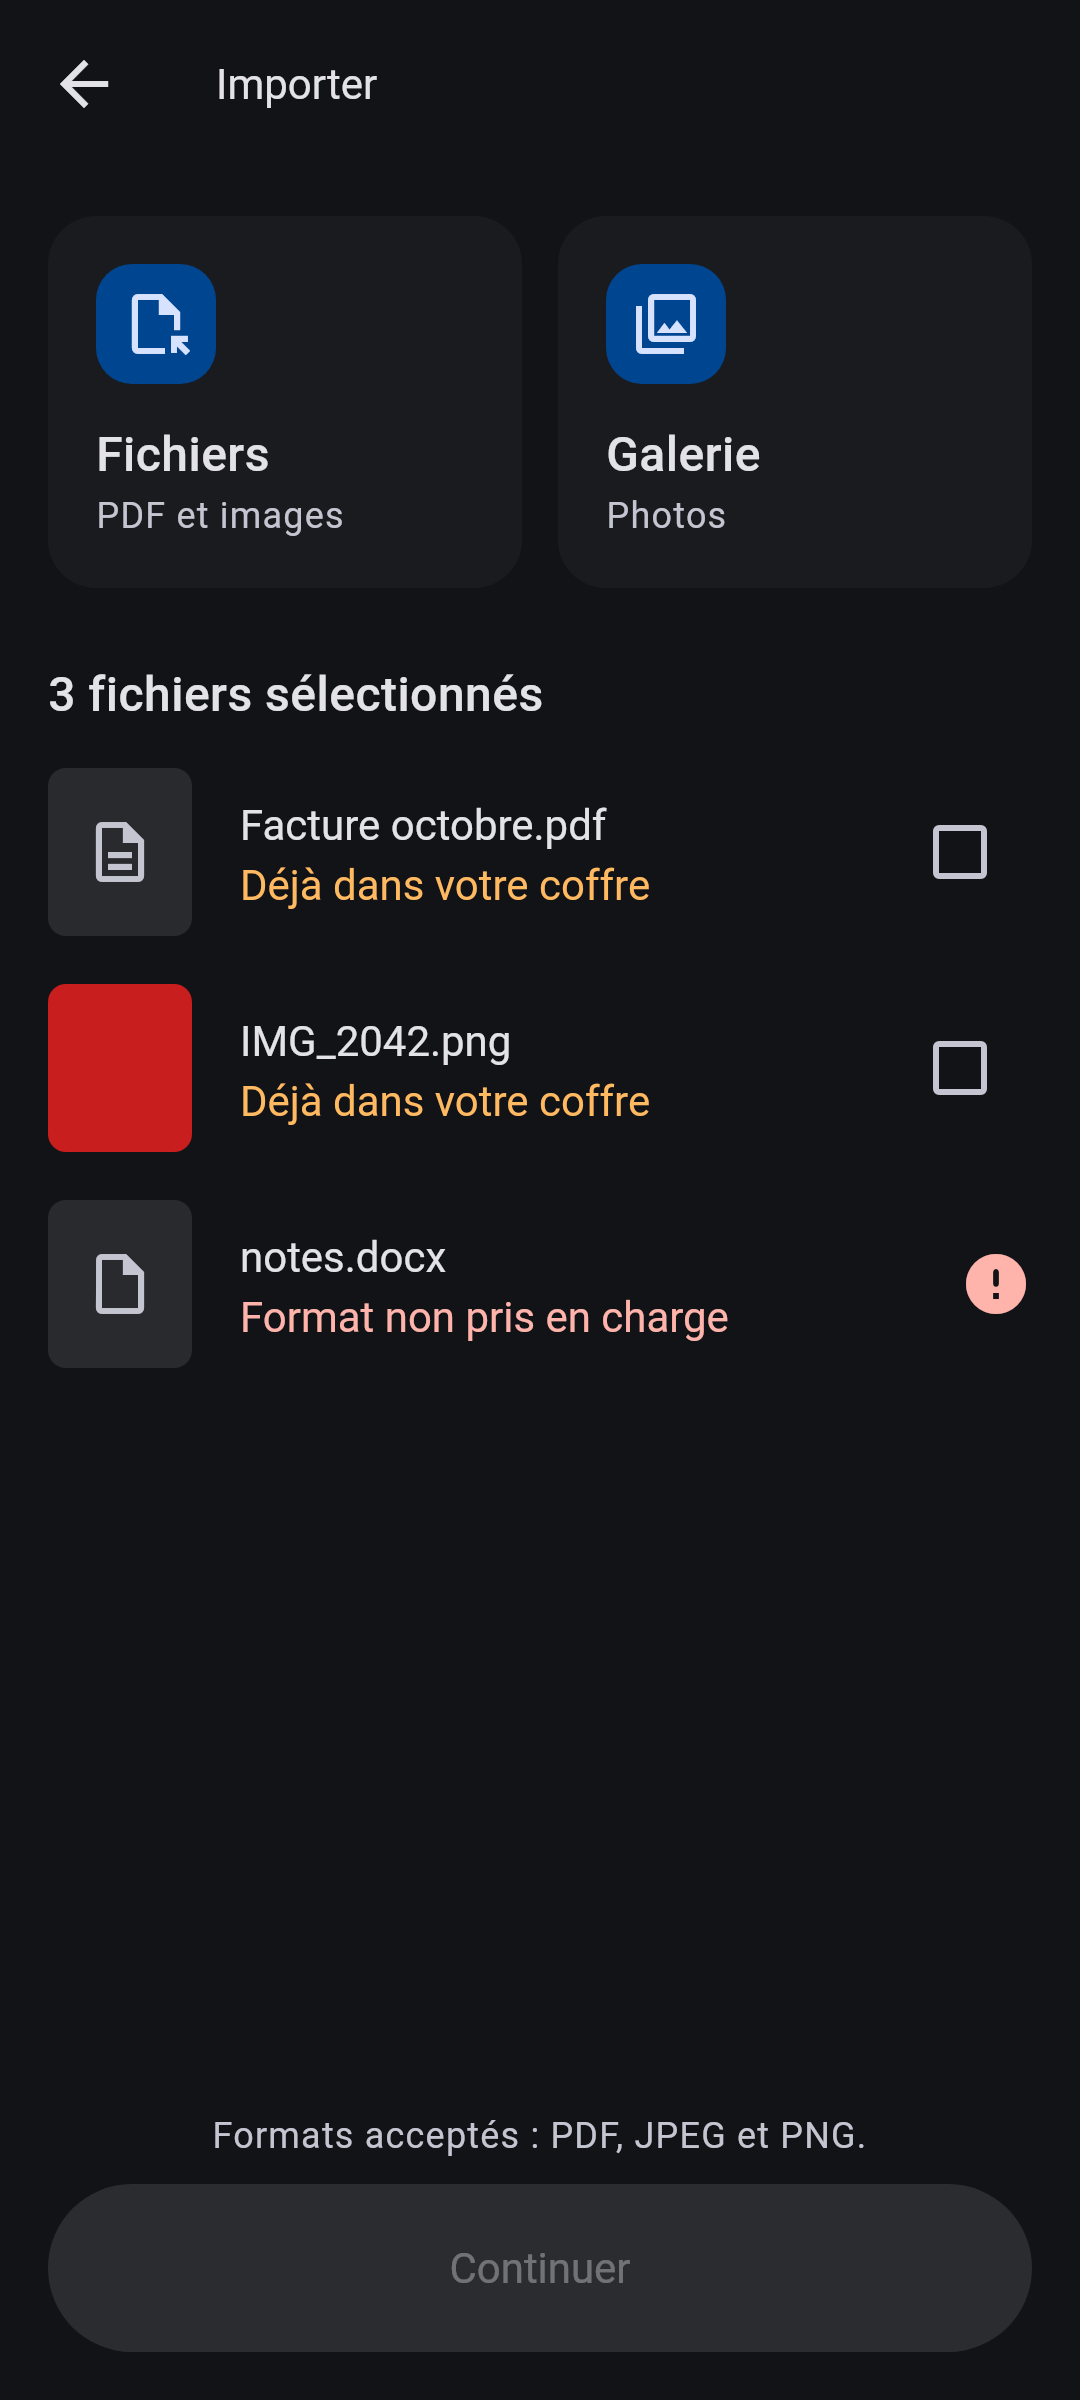 Importer
Fichiers
PDF et images
Galerie
Photos
3 fichiers sélectionnés
Facture octobre.pdf
Déjà dans votre coffre
IMG_2042.png
Déjà dans votre coffre
notes.docx
Format non pris en charge
Formats acceptés : PDF, JPEG et PNG.
Continuer